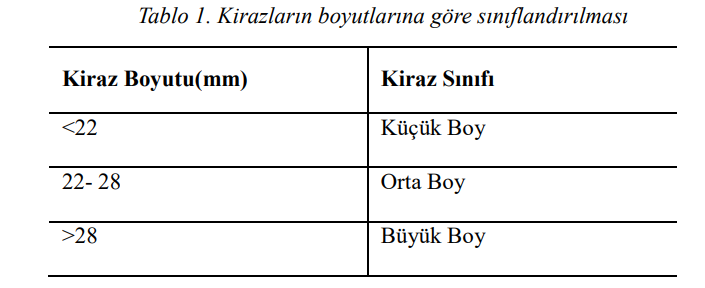 Tablo 1. Kirazların boyutlarına göre sınıflandırılması
Kiraz Boyutu(mm) Kiraz Sınıfı
<22 Küçük Boy
22- 28 Orta Boy
>28 Büyük Boy